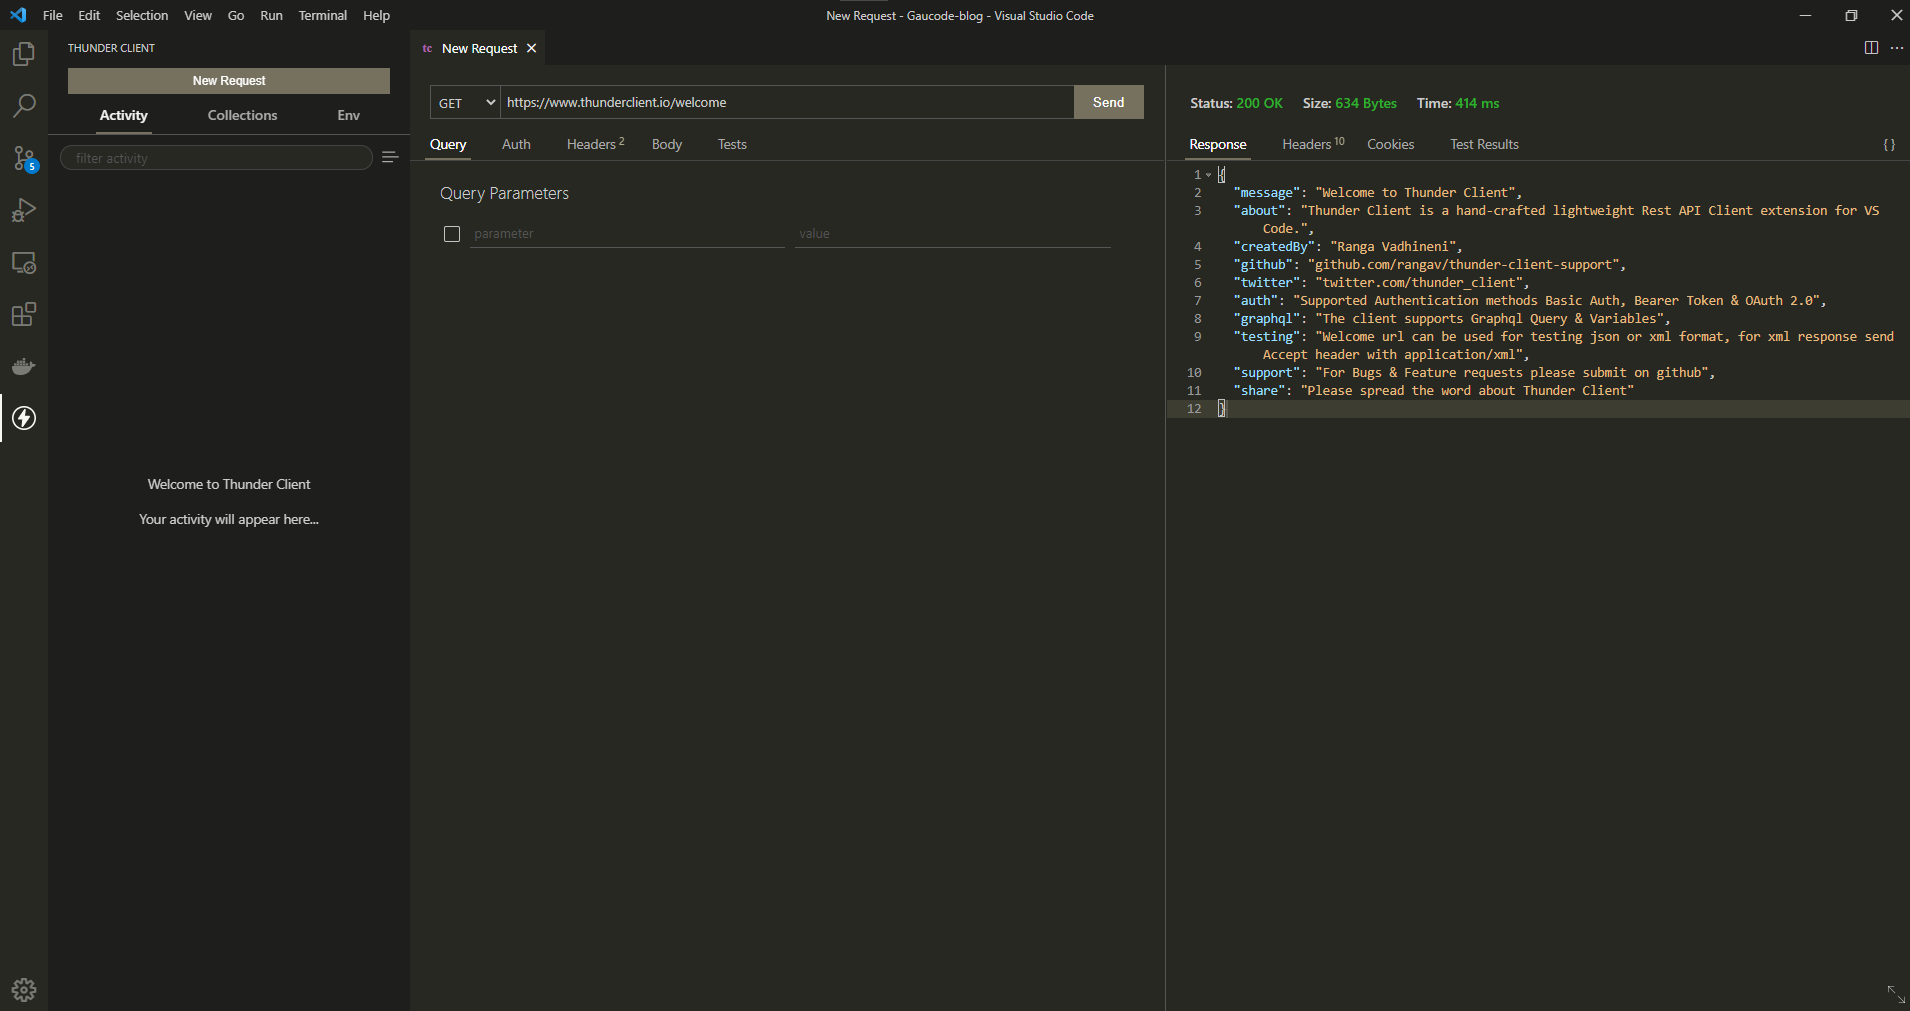 File Edit Selection View Go Run Terminal Help
New Request - Gaucode-blog - Visual Studio Code
THUNDER CLIENT
New Request
Activity Collections Env
filter activity
5
Welcome to Thunder Client
Your activity will appear here...
tc New Request
GET https://www.thunderclient.io/welcome Send
Query Auth Headers 2 Body Tests
Query Parameters
parameter value
Status: 200 OK Size: 634 Bytes Time: 414 ms
Response Headers 10 Cookies Test Results {}
1 {
2 "message": "Welcome to Thunder Client",
3 "about": "Thunder Client is a hand-crafted lightweight Rest API Client extension for VS
Code.",
4 "createdBy": "Ranga Vadhineni",
5 "github": "github.com/rangav/thunder-client-support",
6 "twitter": "twitter.com/thunder_client",
7 "auth": "Supported Authentication methods Basic Auth, Bearer Token & OAuth 2.0",
8 "graphql": "The client supports Graphql Query & Variables",
9 "testing": "Welcome url can be used for testing json or xml format, for xml response send
Accept header with application/xml",
10 "support": "For Bugs & Feature requests please submit on github",
11 "share": "Please spread the word about Thunder Client"
12 }